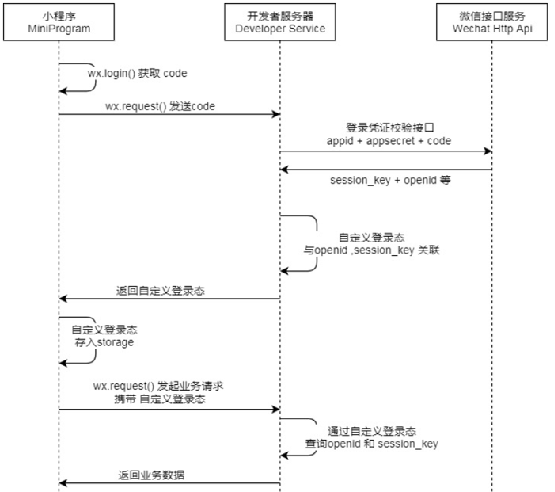 小程序
MiniProgram
开发者服务器
Developer Service
微信接口服务
Wechat Http Api
wx.login() 获取 code
wx.request() 发送code
登录凭证校验接口
appid + appsecret + code
session_key + openid 等
自定义登录态
与openid ,session_key 关联
返回自定义登录态
自定义登录态
存入storage
wx.request() 发起业务请求
携带 自定义登录态
通过自定义登录态
查询openid 和 session_key
返回业务数据